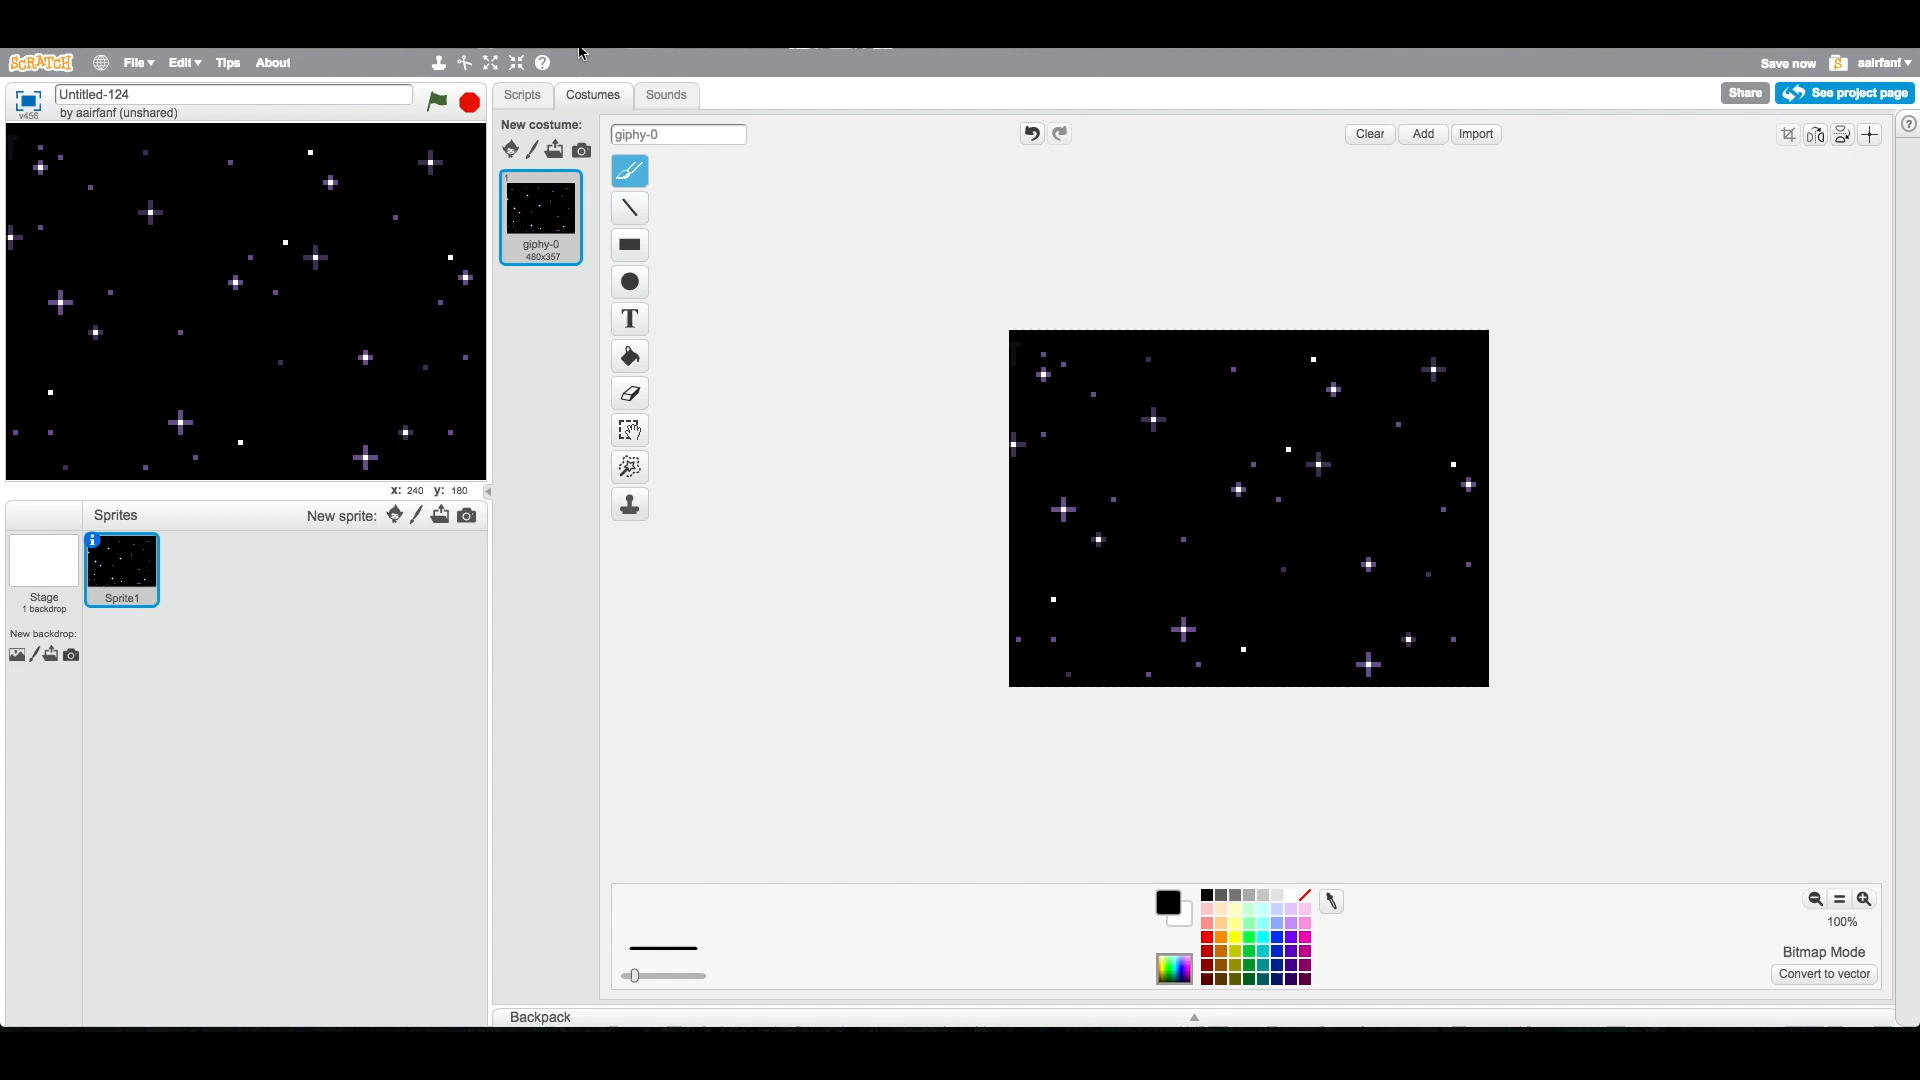 SCRATCH File Edit Tips About
Save now aairfanf
v456
Untitled-124
by aairfanf (unshared)
Scripts Costumes Sounds
Share See project page
New costume:
giphy-0
Clear Add Import
1
giphy-0
480x357
T
x: 240 y: 180
Sprites New sprite:
Stage
1 backdrop
Sprite1
New backdrop:
100%
Bitmap Mode
Convert to vector
Backpack